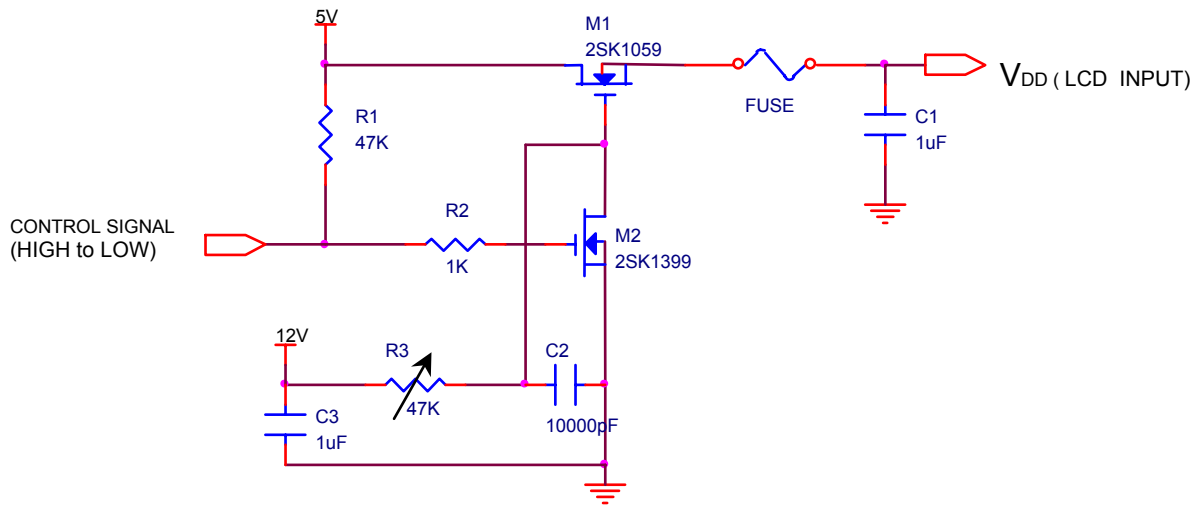 5V
M1
2SK1059
FUSE
VDD ( LCD INPUT)
R1
47K
C1
1uF
CONTROL SIGNAL
(HIGH to LOW)
R2
1K
M2
2SK1399
12V
R3
47K
C2
10000pF
C3
1uF